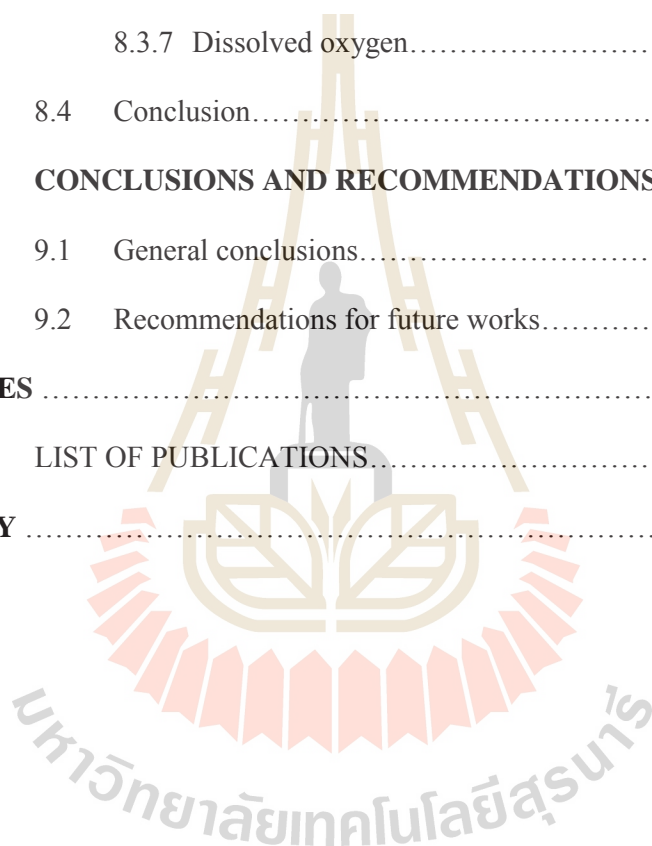 8.3.7 Dissolved oxygen…………………
8.4 Conclusion………………………………
CONCLUSIONS AND RECOMMENDATIONS
9.1 General conclusions………………………
9.2 Recommendations for future works…………
ES………………………………………………
LIST OF PUBLICATIONS………………………
Y………………………………………………
มหาวิทยาลัยเทคโนโลยีสุรนารี